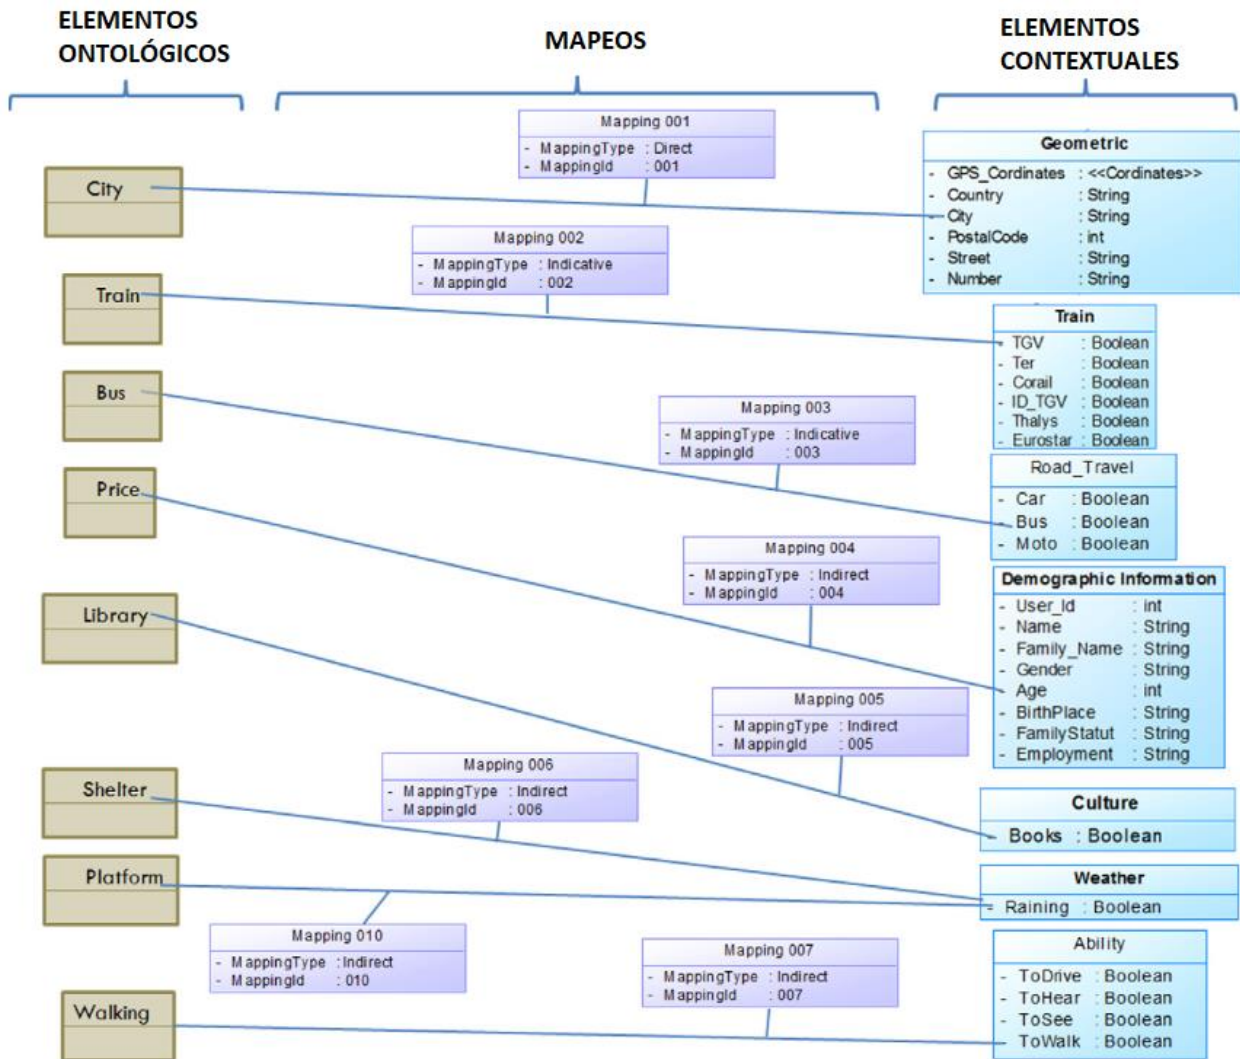 ELEMENTOS
ONTOLÓGICOS
MAPEOS
ELEMENTOS
CONTEXTUALES
Mapping 001
- MappingType : Direct
- MappingId : 001
Geometric
- GPS_Cordinates : <<Cordinates>>
- Country : String
- City : String
- PostalCode : int
- Street : String
- Number : String
City
Mapping 002
- MappingType : Indicative
- MappingId : 002
Train
Train
- TGV : Boolean
- Ter : Boolean
- Corail : Boolean
- ID_TGV : Boolean
- Thalys : Boolean
- Eurostar : Boolean
Bus
Mapping 003
- MappingType : Indicative
- MappingId : 003
Road_Travel
- Car : Boolean
- Bus : Boolean
- Moto : Boolean
Price
Mapping 004
- MappingType : Indirect
- MappingId : 004
Demographic Information
- User_Id : int
- Name : String
- Family_Name : String
- Gender : String
- Age : int
- BirthPlace : String
- FamilyStatut : String
- Employment : String
Library
Mapping 005
- MappingType : Indirect
- MappingId : 005
Culture
- Books : Boolean
Shelter
Mapping 006
- MappingType : Indirect
- MappingId : 006
Weather
- Raining : Boolean
Platform
Mapping 010
- MappingType : Indirect
- MappingId : 010
Mapping 007
- MappingType : Indirect
- MappingId : 007
Ability
- ToDrive : Boolean
- ToHear : Boolean
- ToSee : Boolean
- ToWalk : Boolean
Walking